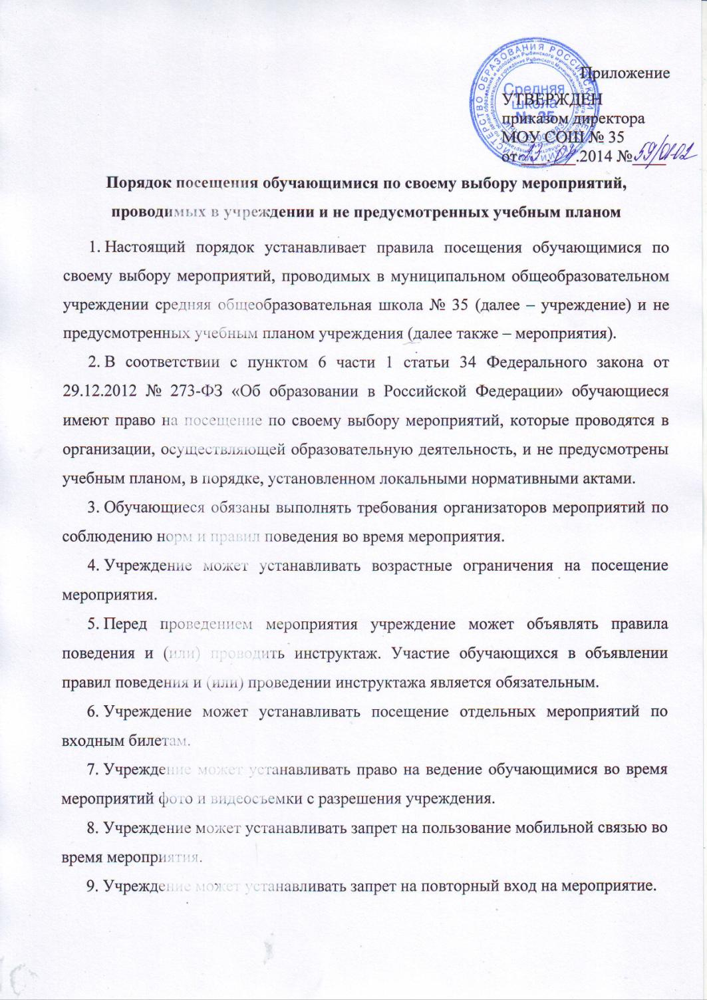 Приложение
УТВЕРЖДЕН
приказом директора
МОУ СОШ № 35
от .2014 № 59/01-02
Средняя
школа
№ 35
Порядок посещения обучающимися по своему выбору мероприятий,
проводимых в учреждении и не предусмотренных учебным планом
1. Настоящий порядок устанавливает правила посещения обучающимися по
своему выбору мероприятий, проводимых в муниципальном общеобразовательном
учреждении средняя общеобразовательная школа № 35 (далее – учреждение) и не
предусмотренных учебным планом учреждения (далее также – мероприятия).
2. В соответствии с пунктом 6 части 1 статьи 34 Федерального закона от
29.12.2012 № 273-ФЗ «Об образовании в Российской Федерации» обучающиеся
имеют право на посещение по своему выбору мероприятий, которые проводятся в
организации, осуществляющей образовательную деятельность, и не предусмотрены
учебным планом, в порядке, установленном локальными нормативными актами.
3. Обучающиеся обязаны выполнять требования организаторов мероприятий по
соблюдению норм и правил поведения во время мероприятия.
4. Учреждение может устанавливать возрастные ограничения на посещение
мероприятия.
5. Перед проведением мероприятия учреждение может объявлять правила
поведения и (или) проводить инструктаж. Участие обучающихся в объявлении
правил поведения и (или) проведении инструктажа является обязательным.
6. Учреждение может устанавливать посещение отдельных мероприятий по
входным билетам.
7. Учреждение может устанавливать право на ведение обучающимися во время
мероприятий фото и видеосъемки с разрешения учреждения.
8. Учреждение может устанавливать запрет на пользование мобильной связью во
время мероприятия.
9. Учреждение может устанавливать запрет на повторный вход на мероприятие.